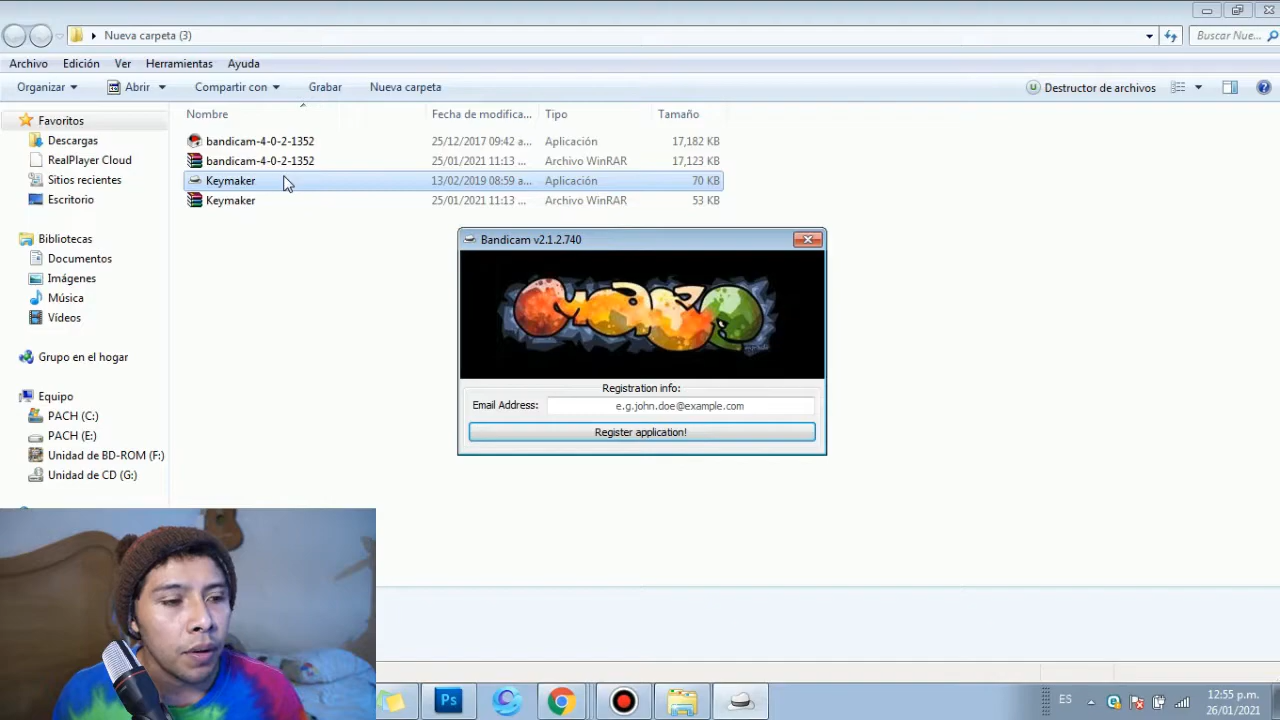 Nueva carpeta (3)
Buscar Nue...
Archivo Edición Ver Herramientas Ayuda
Organizar Abrir Compartir con Grabar Nueva carpeta Destructor de archivos
Nombre Fecha de modifica... Tipo Tamaño
bandicam-4-0-2-1352 25/12/2017 09:42 a... Aplicación 17,182 KB
bandicam-4-0-2-1352 25/01/2021 11:13 ... Archivo WinRAR 17,123 KB
Keymaker 13/02/2019 08:59 a... Aplicación 70 KB
Keymaker 25/01/2021 11:13 ... Archivo WinRAR 53 KB
Favoritos
Descargas
RealPlayer Cloud
Sitios recientes
Escritorio
Bibliotecas
Documentos
Imágenes
Música
Vídeos
Grupo en el hogar
Equipo
PACH (C:)
PACH (E:)
Unidad de BD-ROM (F:)
Unidad de CD (G:)
Bandicam v2.1.2.740
Registration info:
Email Address: e.g.john.doe@example.com
Register application!
Ps
ES
12:55 p.m.
26/01/2021